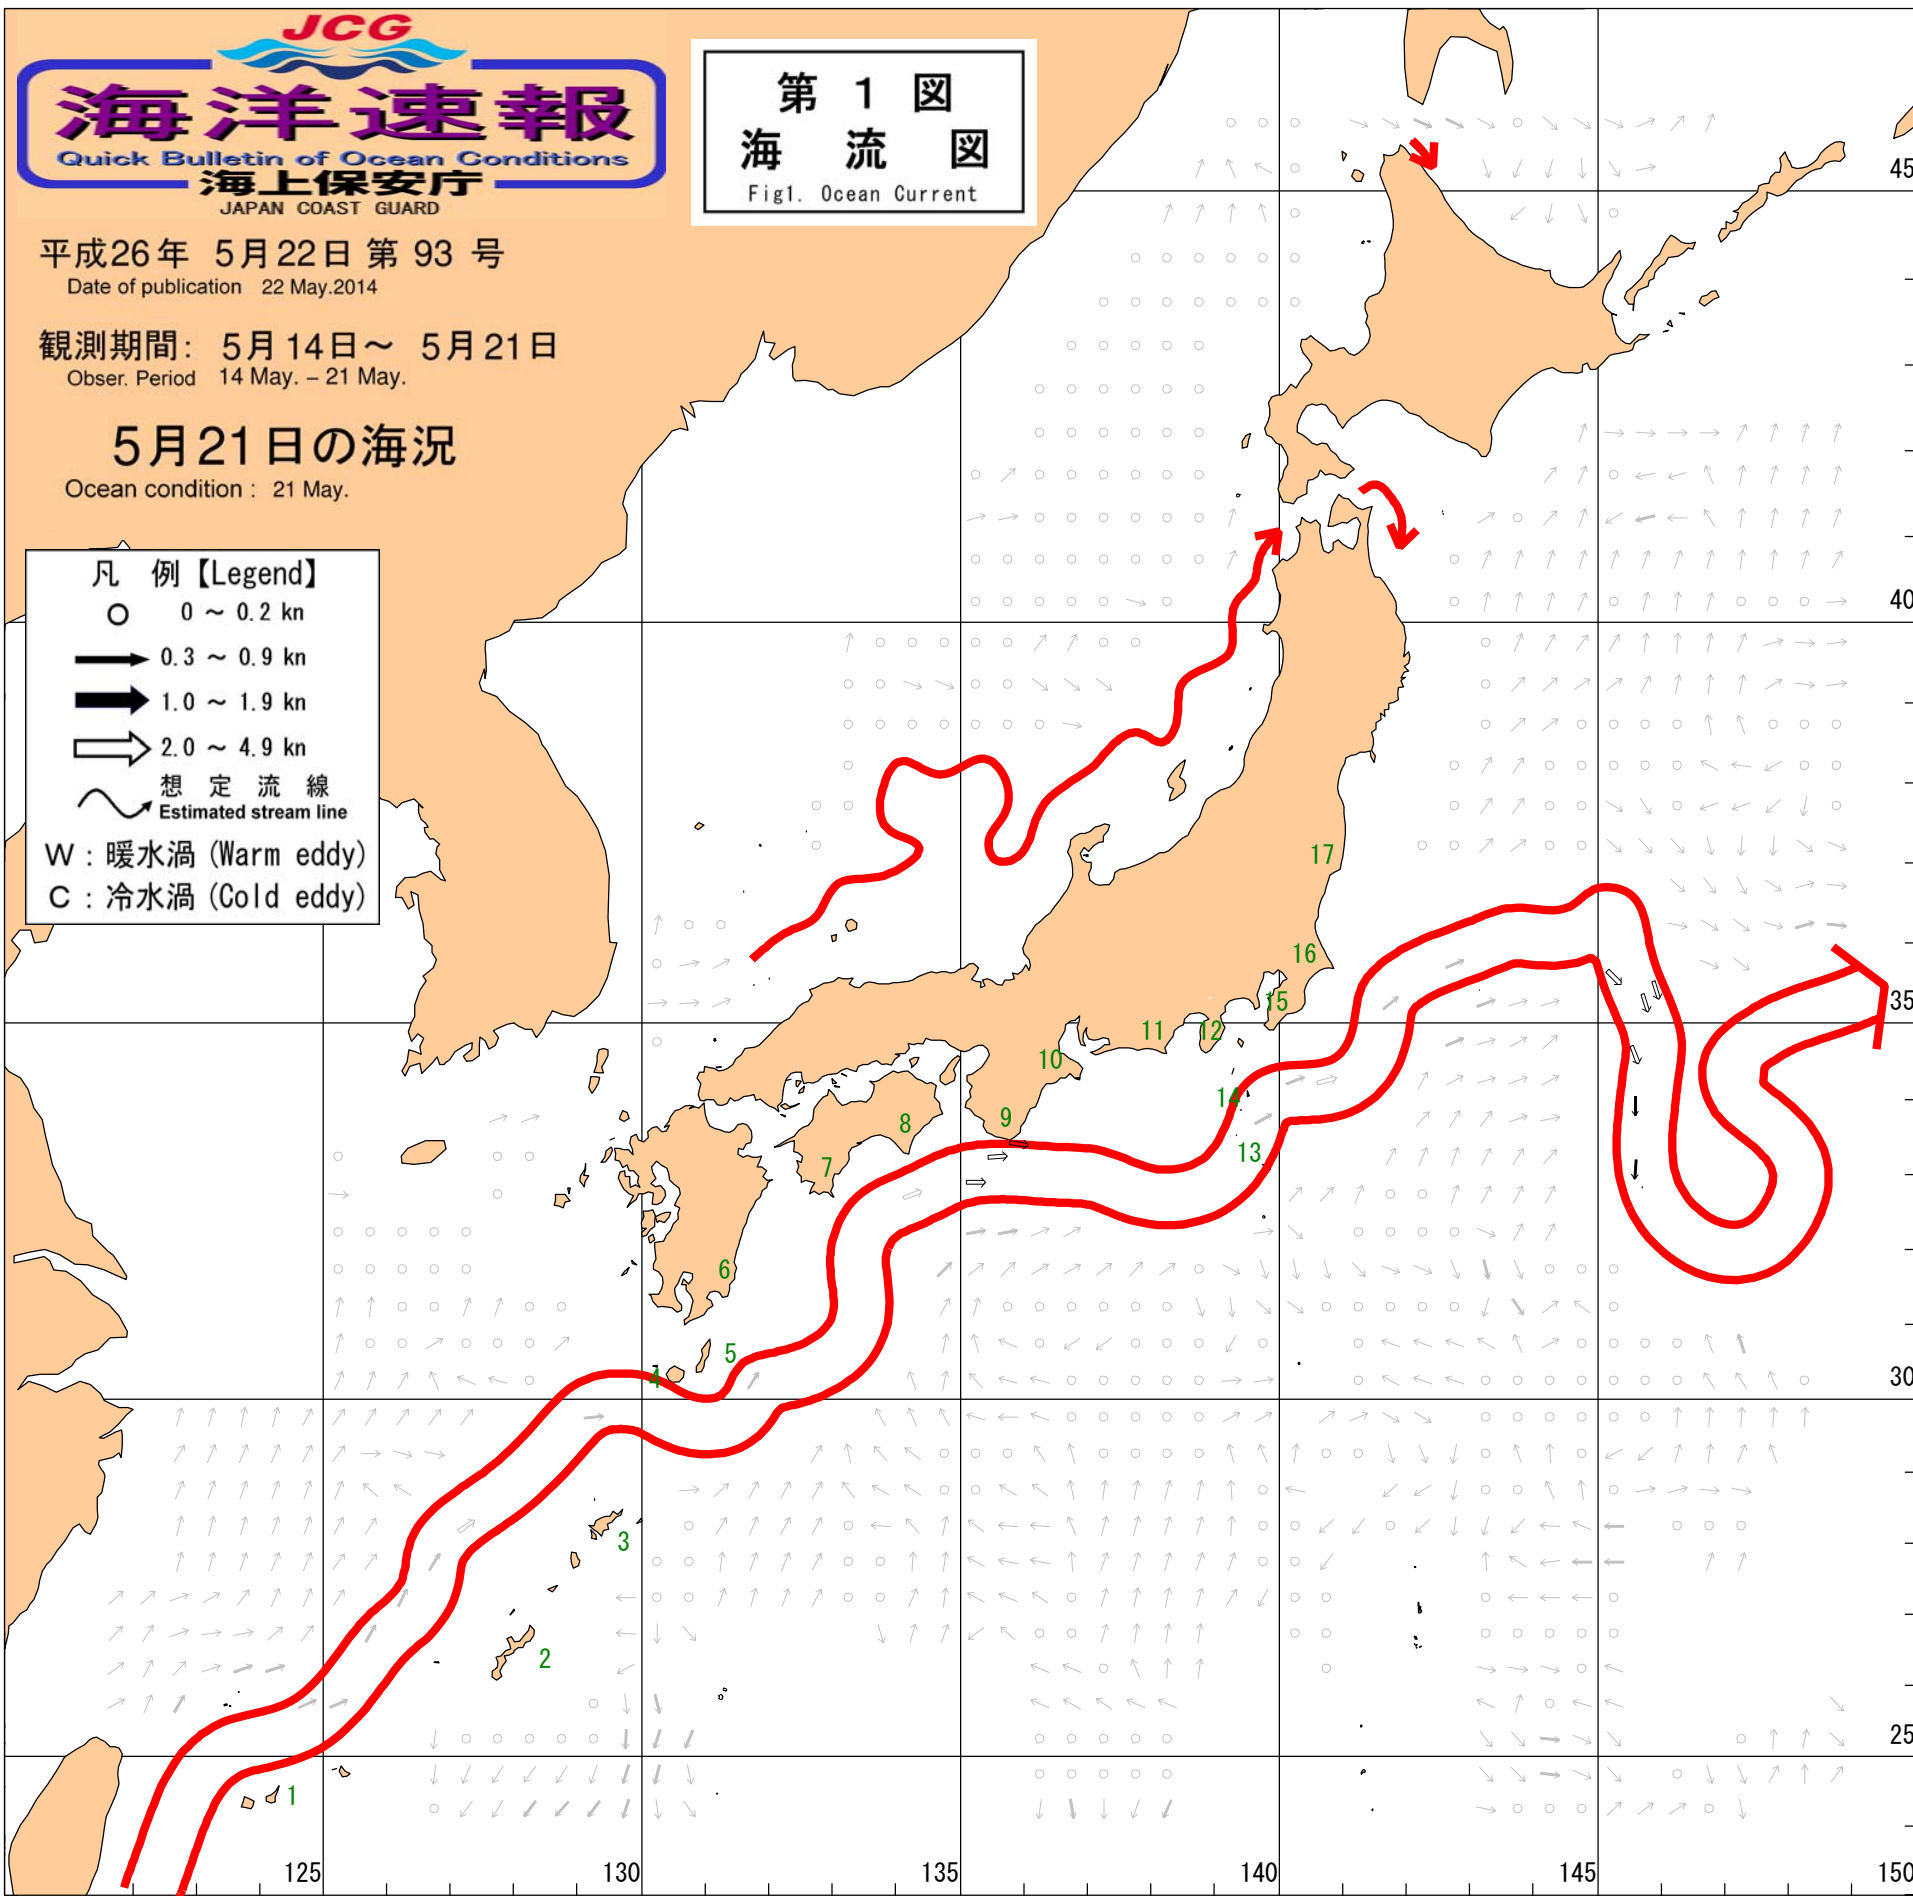 JCG
海洋速報
Quick Bulletin of Ocean Conditions
海上保安庁
JAPAN COAST GUARD
第 1 図
海 流 図
Fig1. Ocean Current
平成26年 5月22日 第 93 号
Date of publication 22 May.2014
観測期間: 5月14日～ 5月21日
Obser. Period 14 May. – 21 May.
5月21日の海況
Ocean condition : 21 May.
凡 例【Legend】
0 ～ 0.2 kn
0.3 ～ 0.9 kn
1.0 ～ 1.9 kn
2.0 ～ 4.9 kn
想 定 流 線
Estimated stream line
W : 暖水渦 (Warm eddy)
C : 冷水渦 (Cold eddy)
45
40
35
30
25
17
16
15
11
12
10
14
9
8
13
7
6
5
4
3
2
1
125
130
135
140
145
150